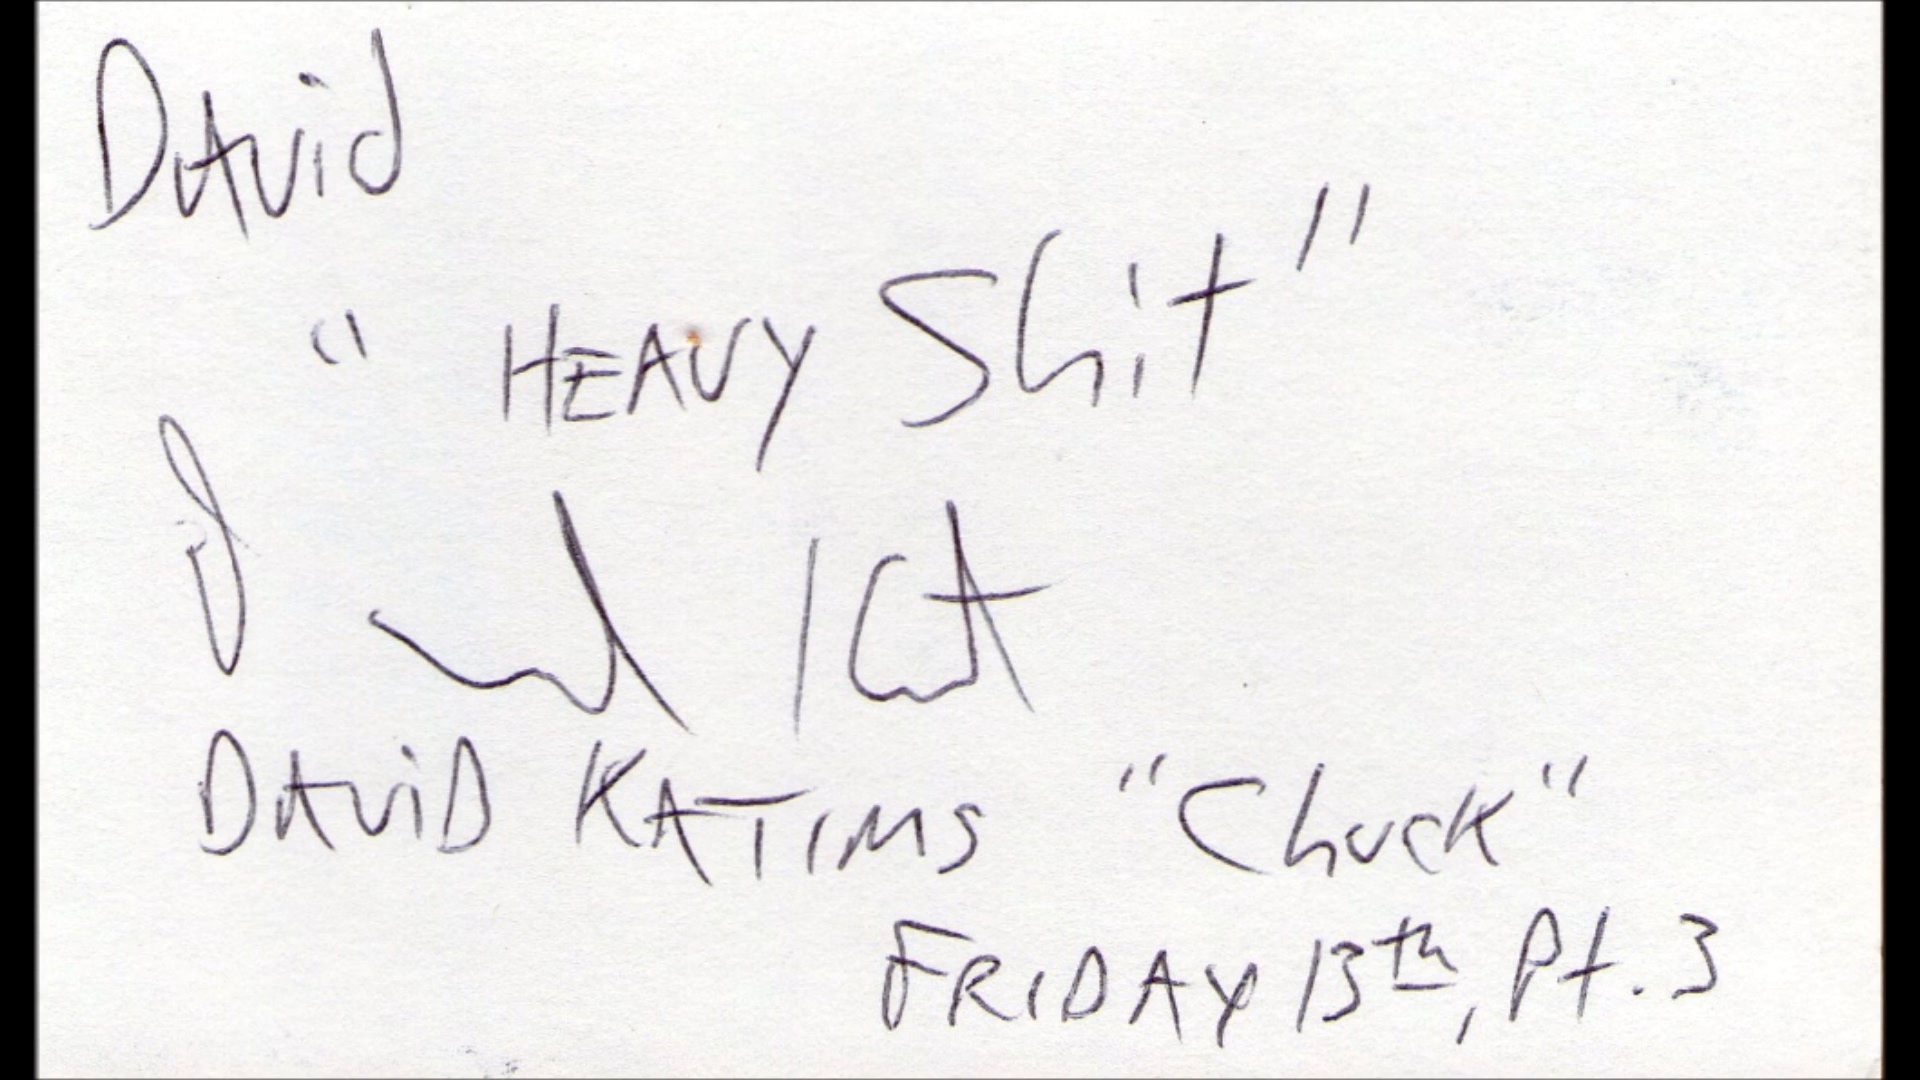 David
" HEAVY Shit "
DAViD KATIMS "Chuck"
FRIDAY 13th, Pt. 3